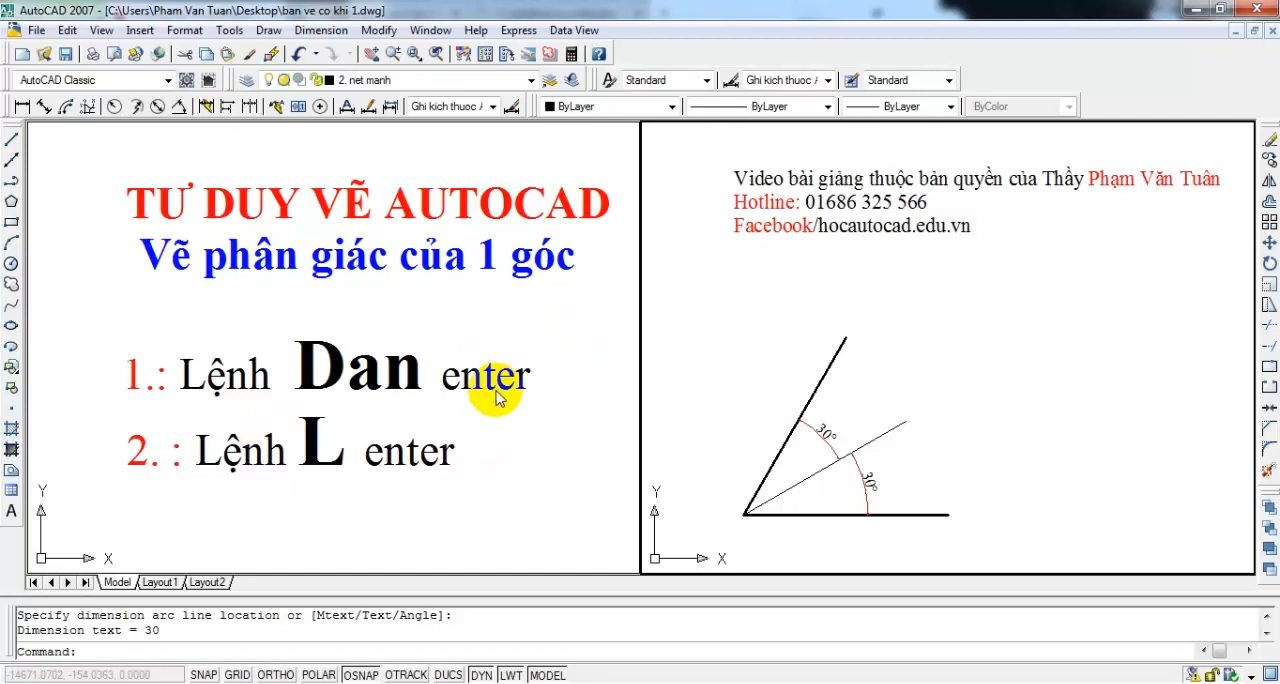 AutoCAD 2007 - [C:\Users\Pham Van Tuan\Desktop\ban ve co khi 1.dwg]
File Edit View Insert Format Tools Draw Dimension Modify Window Help Express Data View
AutoCAD Classic
2. net manh
Standard
Ghi kich thuoc
Standard
Ghi kich thuoc
ByLayer
ByLayer
ByLayer
ByColor
TƯ DUY VẼ AUTOCAD
Vẽ phân giác của 1 góc
1.: Lệnh Dan enter
2. : Lệnh L enter
Y
X
Video bài giảng thuộc bản quyền của Thầy Phạm Văn Tuân
Hotline: 01686 325 566
Facebook/hocautocad.edu.vn
30°
30°
Y
X
A
Model Layout1 Layout2
Specify dimension arc line location or [Mtext/Text/Angle]:
Dimension text = 30
Command:
-14671.0702, -154.0363, 0.0000 SNAP GRID ORTHO POLAR OSNAP OTRACK DUCS DYN LWT MODEL